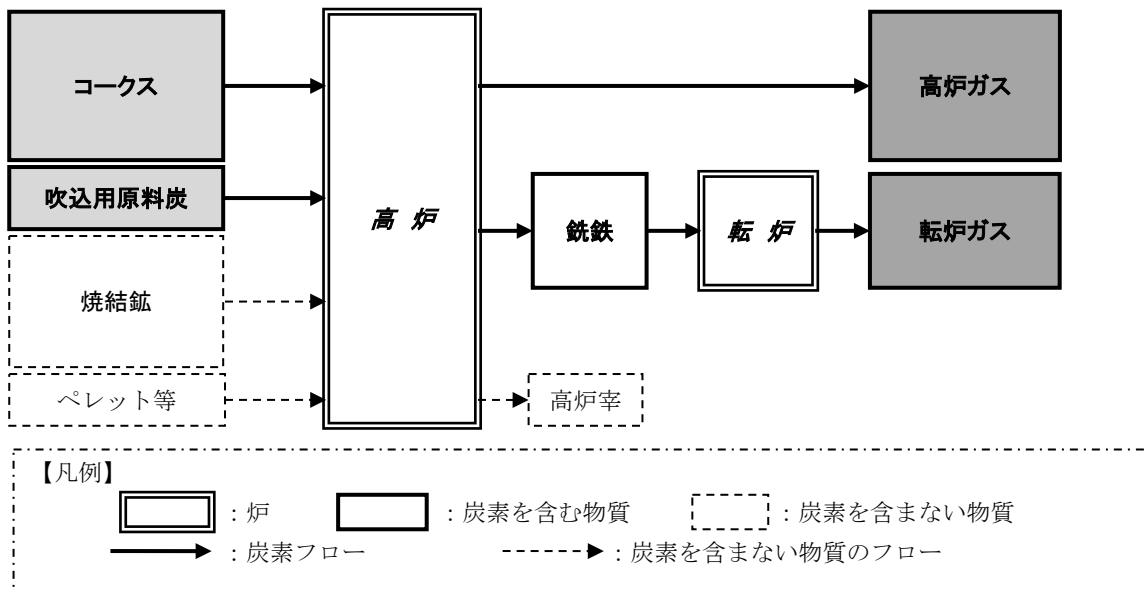 コークス
高炉ガス
吹込用原料炭
高 炉
銑鉄
転 炉
転炉ガス
焼結鉱
ペレット等
高炉宰
【凡例】
:炉
:炭素を含む物質
:炭素を含まない物質
:炭素フロー
:炭素を含まない物質のフロー